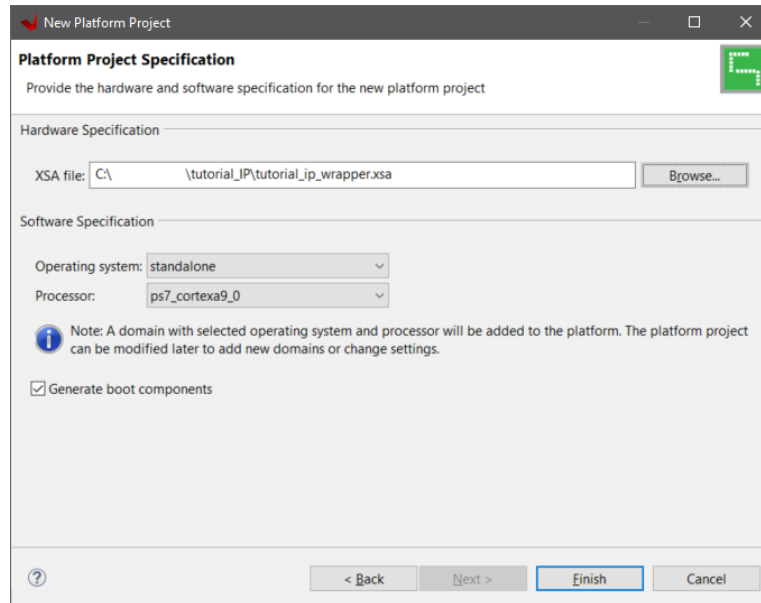 New Platform Project
Platform Project Specification
Provide the hardware and software specification for the new platform project
Hardware Specification
XSA file: C:\ \tutorial_IP\tutorial_ip_wrapper.xsa Browse...
Software Specification
Operating system: standalone
Processor: ps7_cortexa9_0
Note: A domain with selected operating system and processor will be added to the platform. The platform project
can be modified later to add new domains or change settings.
Generate boot components
? < Back Next > Finish Cancel